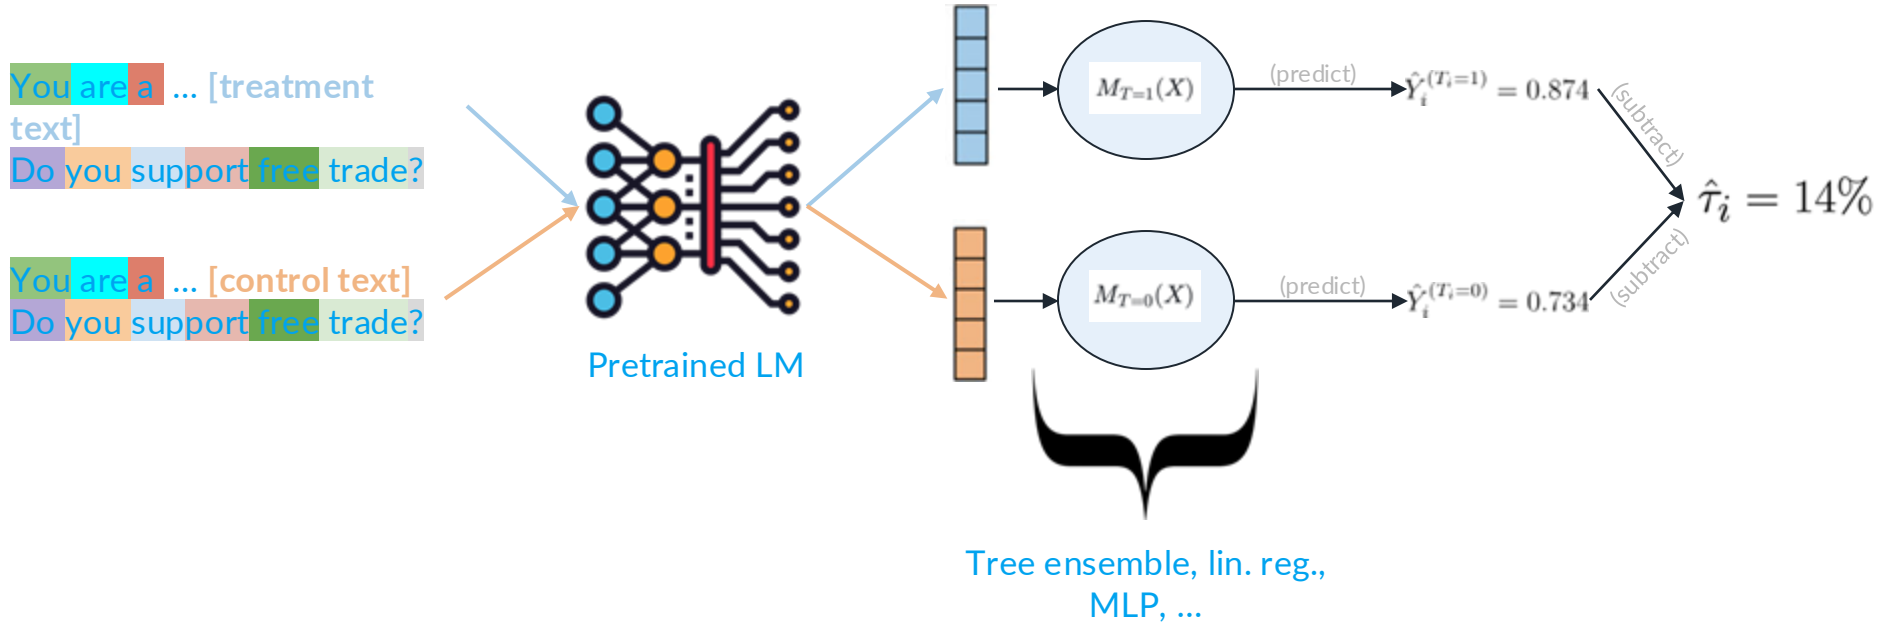 You are a ... [treatment
text]
Do you support free trade?
You are a ... [control text]
Do you support free trade?
Pretrained LM
M_{T=1}(X)
(predict)
Ŷ_i^{(T_i=1)} = 0.874
(subtract)
M_{T=0}(X)
(predict)
Ŷ_i^{(T_i=0)} = 0.734
(subtract)
τ̂_i = 14%
Tree ensemble, lin. reg.,
MLP, ...